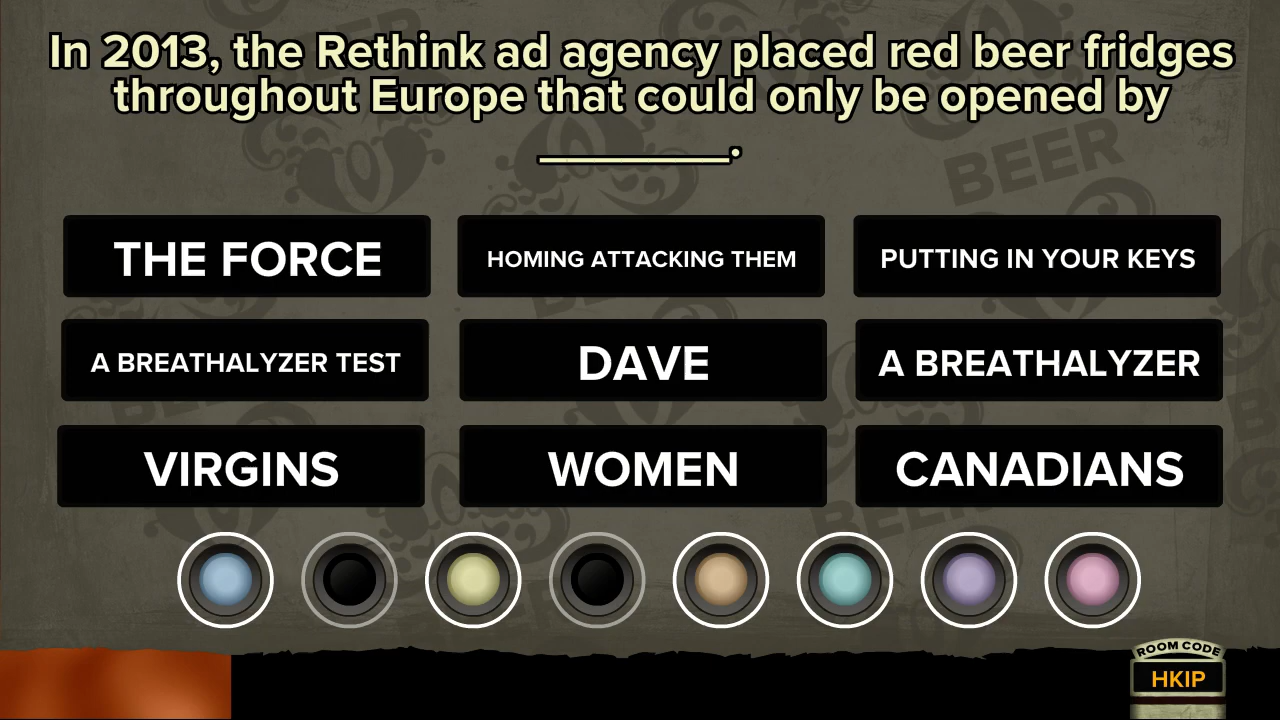 In 2013, the Rethink ad agency placed red beer fridges
throughout Europe that could only be opened by
________.
THE FORCE
HOMING ATTACKING THEM
PUTTING IN YOUR KEYS
A BREATHALYZER TEST
DAVE
A BREATHALYZER
VIRGINS
WOMEN
CANADIANS
ROOM CODE
HKIP
BEER